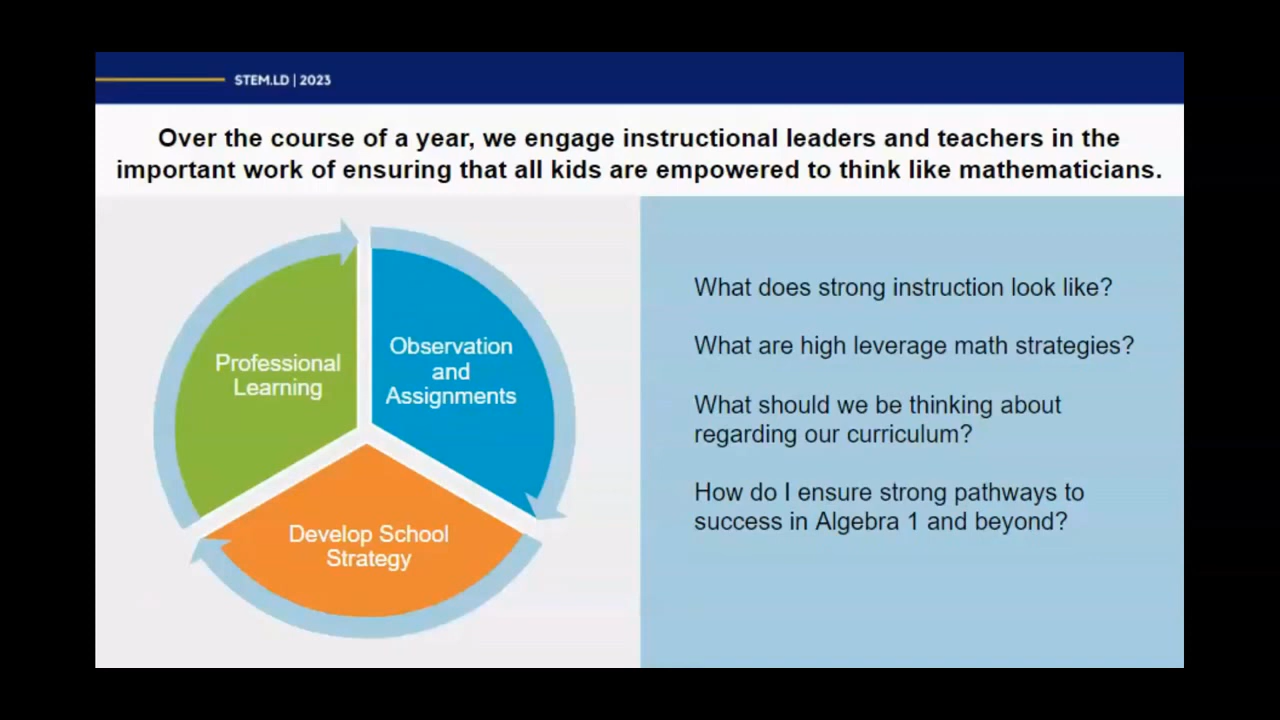 STEM.LD | 2023
Over the course of a year, we engage instructional leaders and teachers in the
important work of ensuring that all kids are empowered to think like mathematicians.
Professional
Learning
Observation
and
Assignments
Develop School
Strategy
What does strong instruction look like?
What are high leverage math strategies?
What should we be thinking about
regarding our curriculum?
How do I ensure strong pathways to
success in Algebra 1 and beyond?